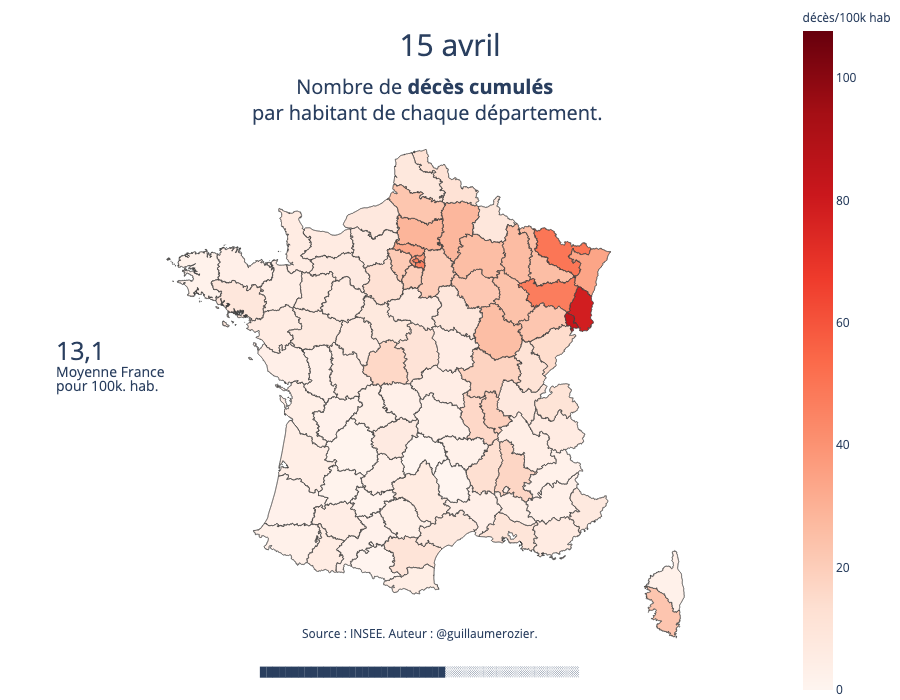 décès/100k hab
15 avril
Nombre de décès cumulés
par habitant de chaque département.
100
80
60
40
20
0
13,1
Moyenne France
pour 100k. hab.
Source : INSEE. Auteur : @guillaumerozier.